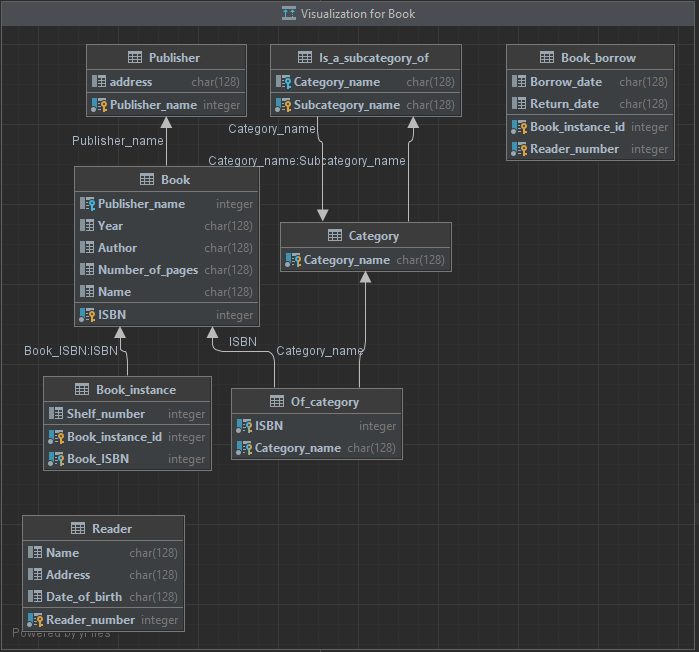 Visualization for Book
Publisher
address char(128)
Publisher_name integer
Is_a_subcategory_of
Category_name char(128)
Subcategory_name char(128)
Book_borrow
Borrow_date char(128)
Return_date char(128)
Book_instance_id integer
Reader_number integer
Publisher_name
Category_name
Category_name:Subcategory_name
Book
Publisher_name integer
Year char(128)
Author char(128)
Number_of_pages char(128)
Name char(128)
ISBN integer
Category
Category_name char(128)
Book_ISBN:ISBN
ISBN
Category_name
Book_instance
Shelf_number integer
Book_instance_id integer
Book_ISBN integer
Of_category
ISBN integer
Category_name char(128)
Reader
Name char(128)
Address char(128)
Date_of_birth char(128)
Reader_number integer
Powered by yFiles